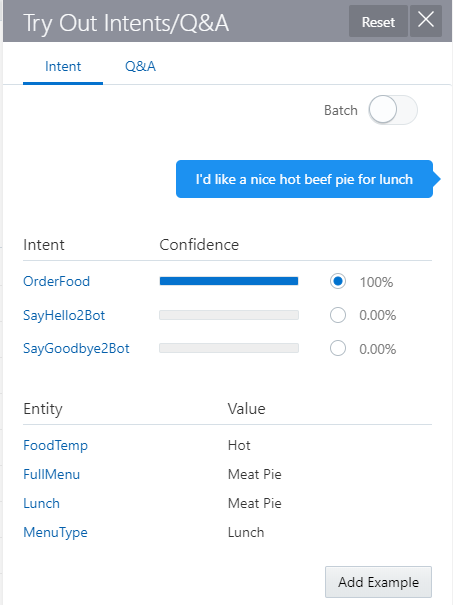 Try Out Intents/Q&A
Reset
Intent Q&A
Batch
I'd like a nice hot beef pie for lunch
Intent Confidence
OrderFood 100%
SayHello2Bot 0.00%
SayGoodbye2Bot 0.00%
Entity Value
FoodTemp Hot
FullMenu Meat Pie
Lunch Meat Pie
MenuType Lunch
Add Example